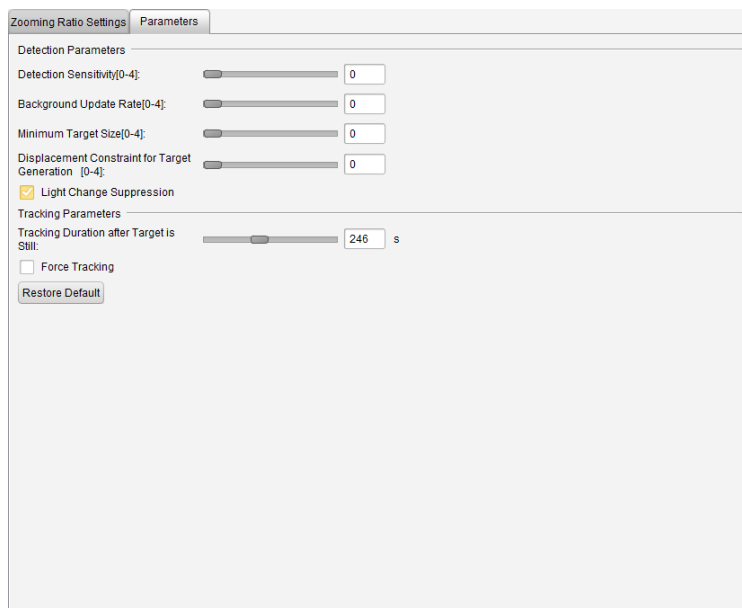 Zooming Ratio Settings Parameters
Detection Parameters
Detection Sensitivity[0-4]: 0
Background Update Rate[0-4]: 0
Minimum Target Size[0-4]: 0
Displacement Constraint for Target
Generation [0-4]: 0
Light Change Suppression
Tracking Parameters
Tracking Duration after Target is
Still: 246 s
Force Tracking
Restore Default